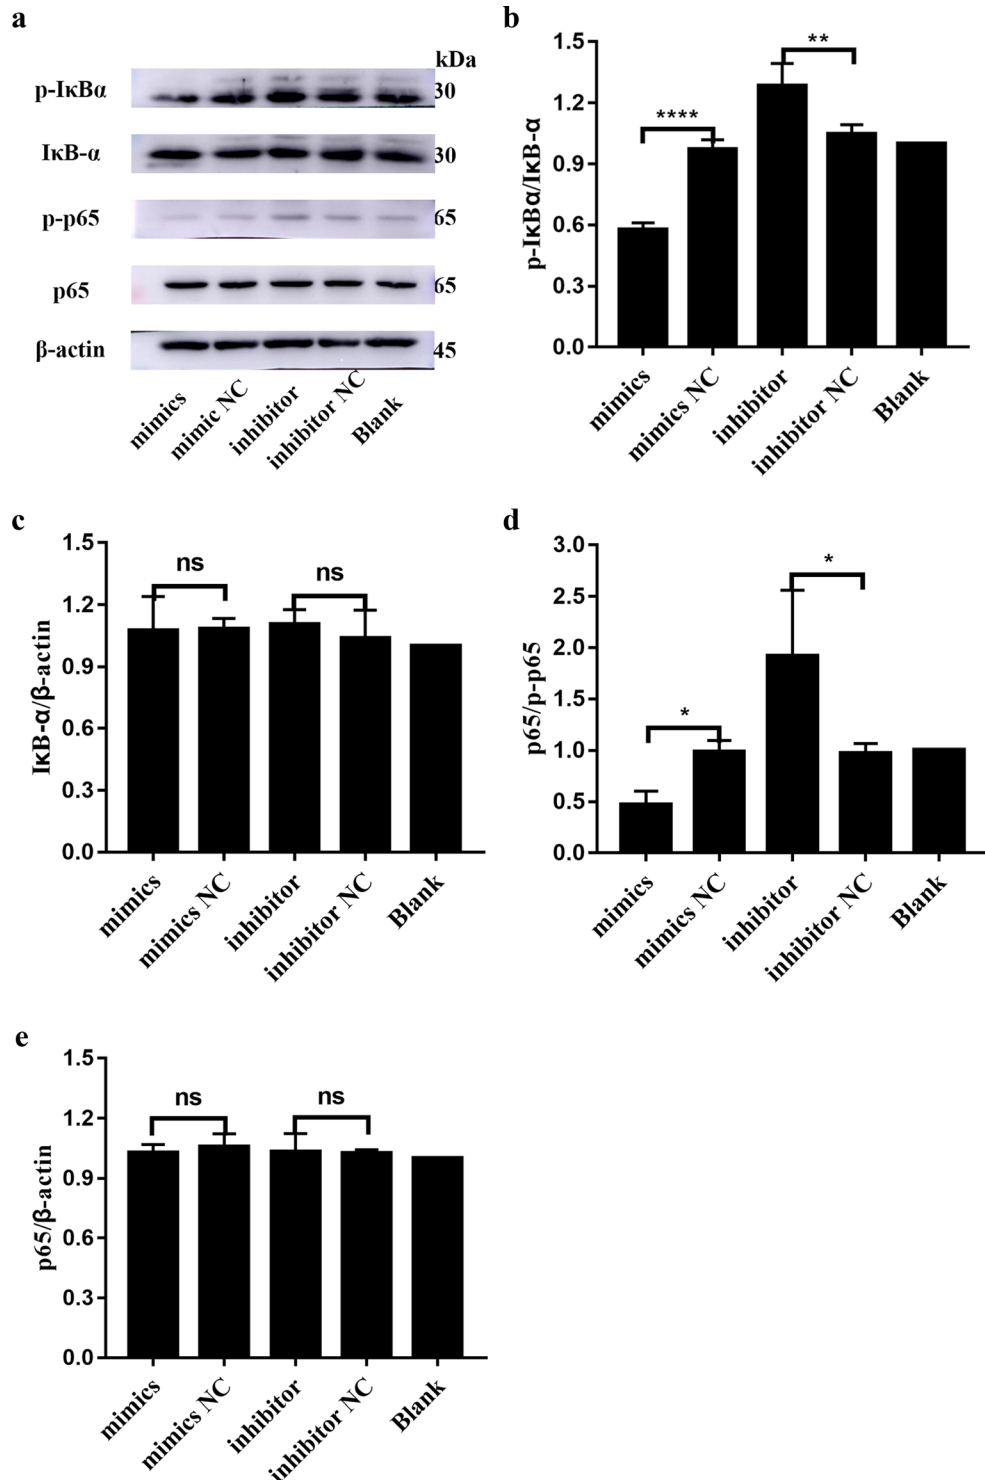 a
kDa
p-IκBα
30
IκB-α
30
p-p65
65
p65
65
β-actin
45
mimics
mimic NC
inhibitor
inhibitor NC
Blank
b
p-IκBα/IκB-α
1.5
1.2
0.9
0.6
0.3
0.0
****
**
mimics
mimics NC
inhibitor
inhibitor NC
Blank
c
IκB-α/β-actin
1.5
1.2
0.9
0.6
0.3
0.0
ns
ns
mimics
mimics NC
inhibitor
inhibitor NC
Blank
d
p65/p-p65
3.0
2.5
2.0
1.5
1.0
0.5
0.0
*
*
mimics
mimics NC
inhibitor
inhibitor NC
Blank
e
p65/β-actin
1.5
1.2
0.9
0.6
0.3
0.0
ns
ns
mimics
mimics NC
inhibitor
inhibitor NC
Blank